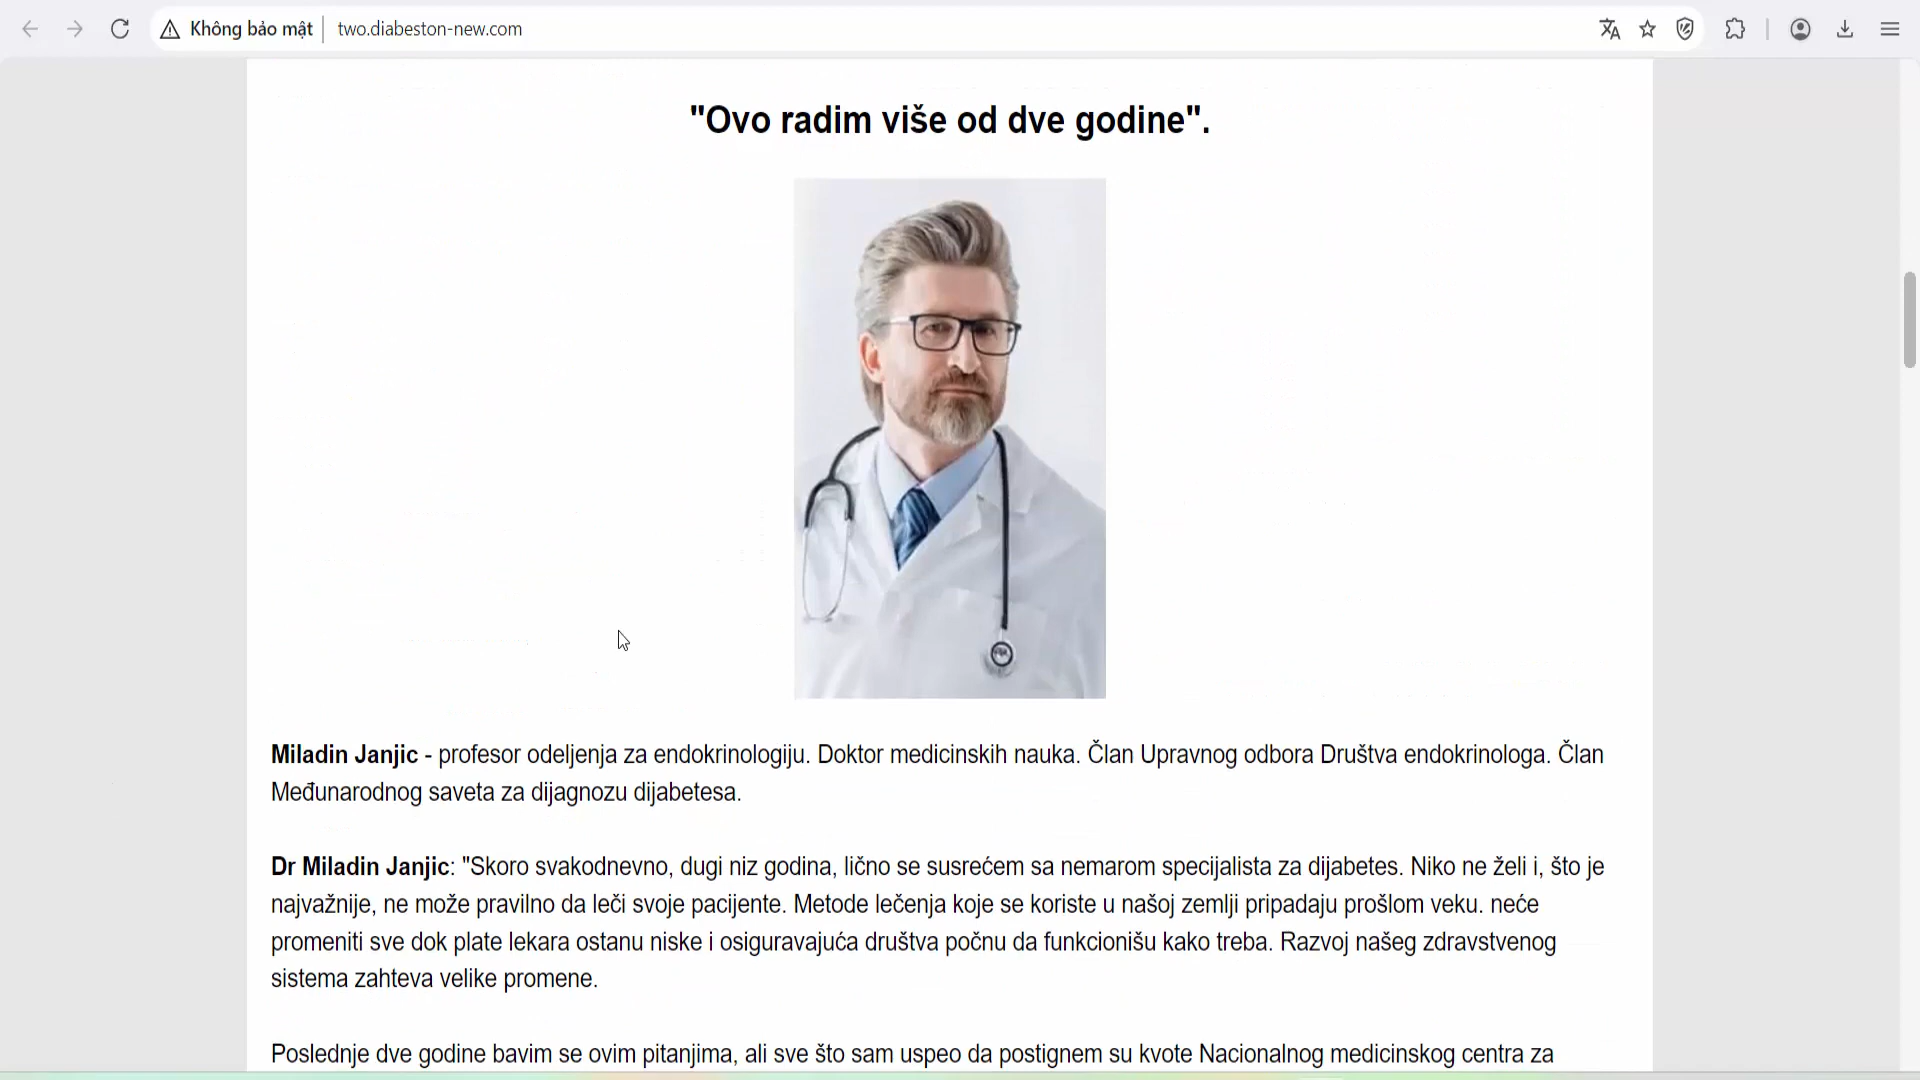 Không bảo mật
two.diabeston-new.com
"Ovo radim više od dve godine".
Miladin Janjic - profesor odeljenja za endokrinologiju. Doktor medicinskih nauka. Član Upravnog odbora Društva endokrinologa. Član
Međunarodnog saveta za dijagnozu dijabetesa.
Dr Miladin Janjic: "Skoro svakodnevno, dugi niz godina, lično se susrećem sa nemarom specijalista za dijabetes. Niko ne želi i, što je
najvažnije, ne može pravilno da leči svoje pacijente. Metode lečenja koje se koriste u našoj zemlji pripadaju prošlom veku. neće
promeniti sve dok plate lekara ostanu niske i osiguravajuća društva počnu da funkcionišu kako treba. Razvoj našeg zdravstvenog
sistema zahteva velike promene.
Poslednje dve godine bavim se ovim pitanjima, ali sve što sam uspeo da postignem su kvote Nacionalnog medicinskog centra za